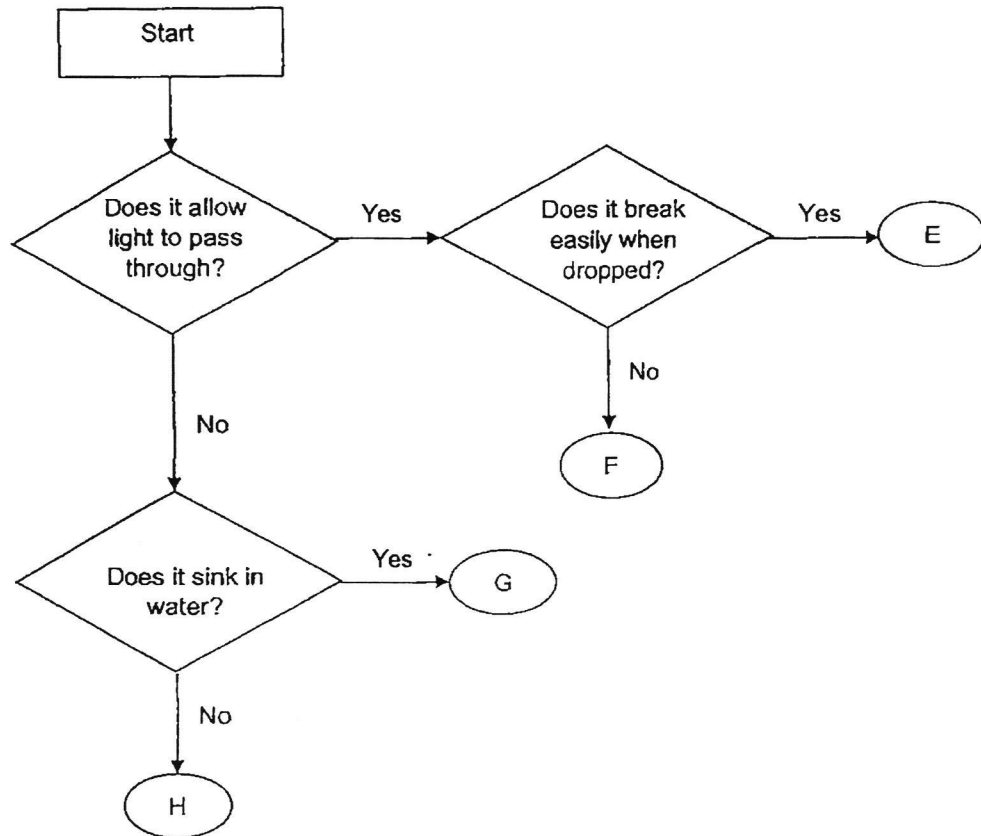 Start
Does it allow
light to pass
through?
Yes
Does it break
easily when
dropped?
Yes
E
No
F
No
Does it sink in
water?
Yes
G
No
H